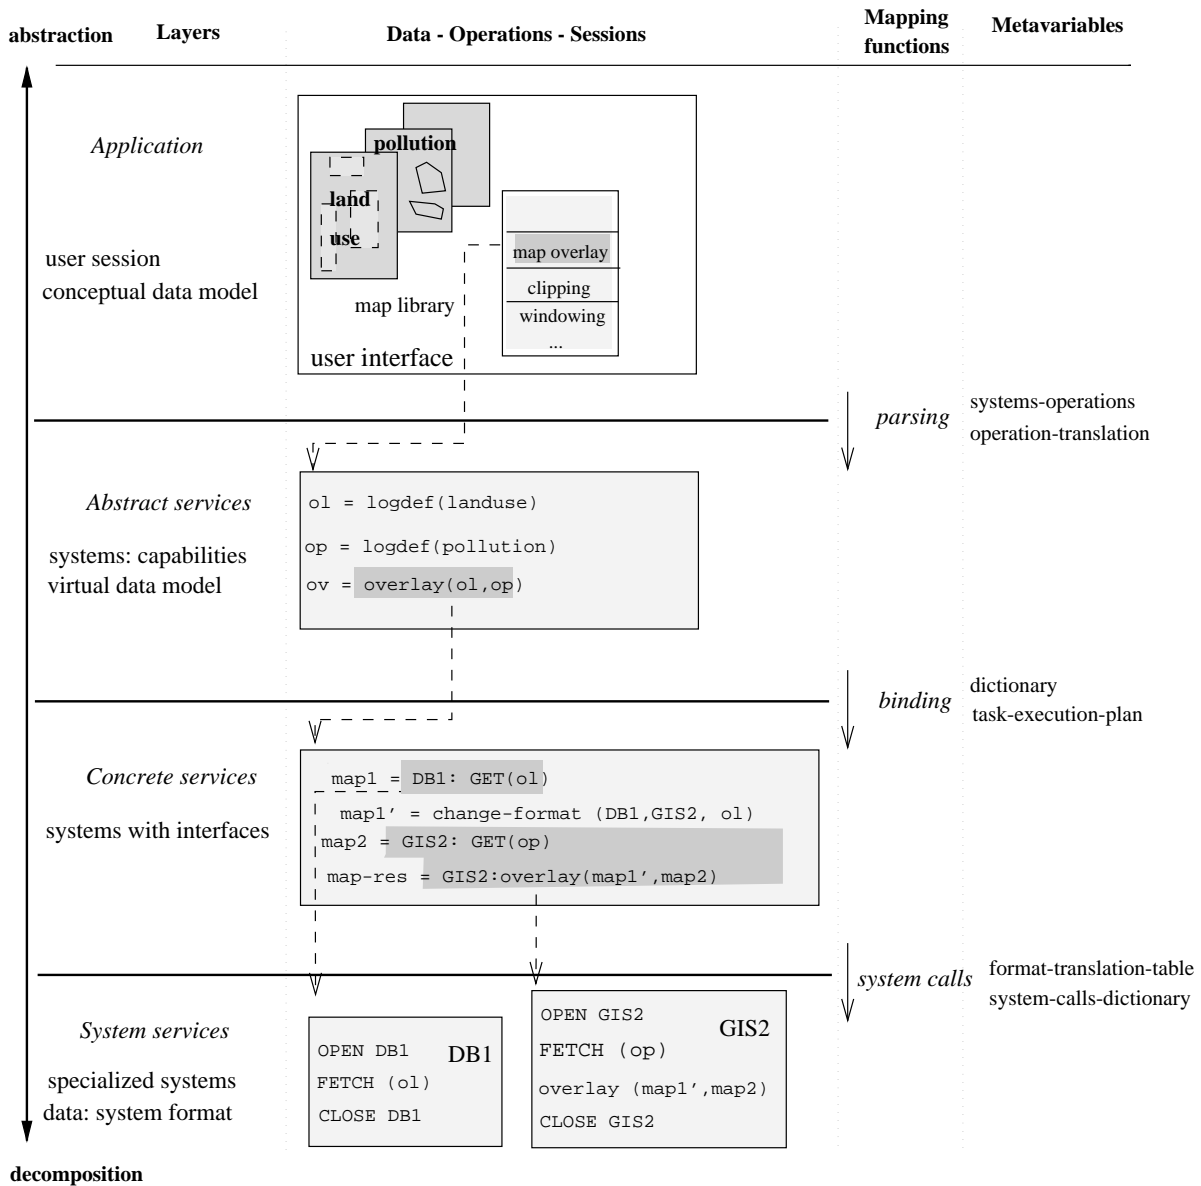 abstraction
Layers
Data - Operations - Sessions
Mapping
functions
Metavariables
Application
user session
conceptual data model
pollution
land
use
map library
user interface
map overlay
clipping
windowing
...
parsing
systems-operations
operation-translation
Abstract services
systems: capabilities
virtual data model
ol = logdef(landuse)
op = logdef(pollution)
ov = overlay(ol,op)
binding
dictionary
task-execution-plan
Concrete services
systems with interfaces
map1 = DB1: GET(ol)
map1’ = change-format (DB1,GIS2, ol)
map2 = GIS2: GET(op)
map-res = GIS2:overlay(map1’,map2)
system calls
format-translation-table
system-calls-dictionary
System services
specialized systems
data: system format
OPEN DB1
DB1
FETCH (ol)
CLOSE DB1
OPEN GIS2
GIS2
FETCH (op)
overlay (map1’,map2)
CLOSE GIS2
decomposition